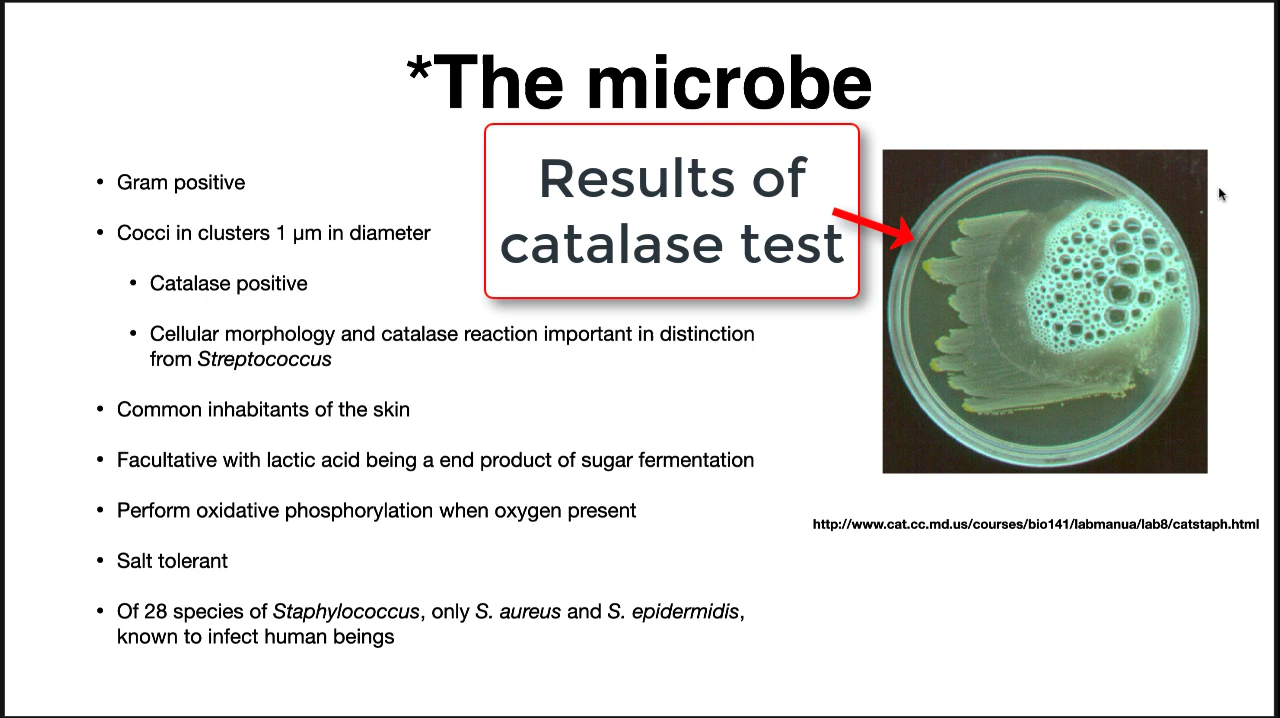 *The microbe
Results of
catalase test
• Gram positive
• Cocci in clusters 1 µm in diameter
• Catalase positive
• Cellular morphology and catalase reaction important in distinction
from Streptococcus
• Common inhabitants of the skin
• Facultative with lactic acid being a end product of sugar fermentation
• Perform oxidative phosphorylation when oxygen present
• Salt tolerant
• Of 28 species of Staphylococcus, only S. aureus and S. epidermidis,
known to infect human beings
http://www.cat.cc.md.us/courses/bio141/labmanua/lab8/catstaph.html